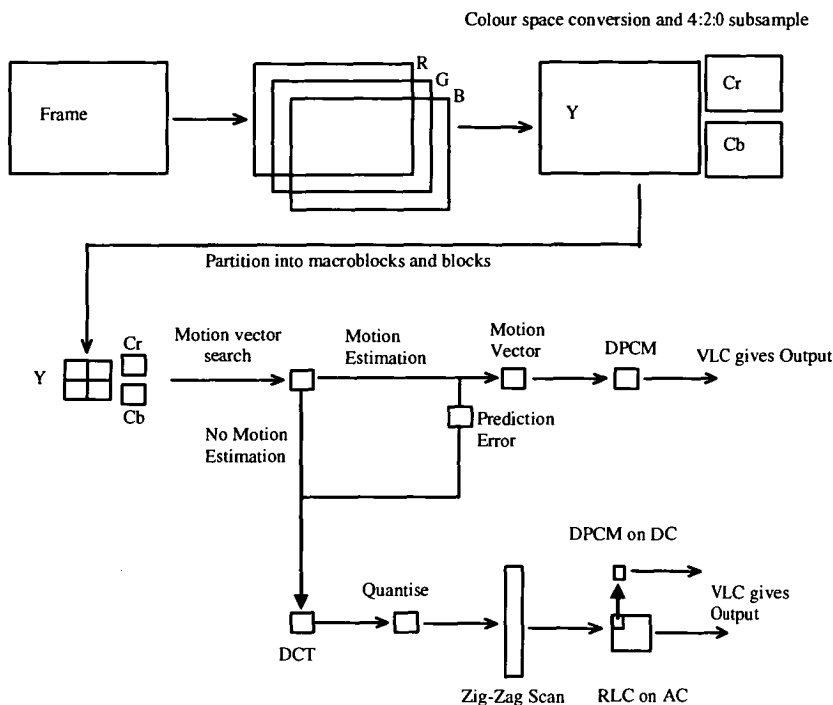 Colour space conversion and 4:2:0 subsample
Frame
R
G
B
Y
Cr
Cb
Partition into macroblocks and blocks
Y
Cr
Cb
Motion vector
search
Motion
Estimation
Motion
Vector
DPCM
VLC gives Output
No Motion
Estimation
Prediction
Error
DPCM on DC
Quantise
VLC gives
Output
DCT
Zig-Zag Scan
RLC on AC